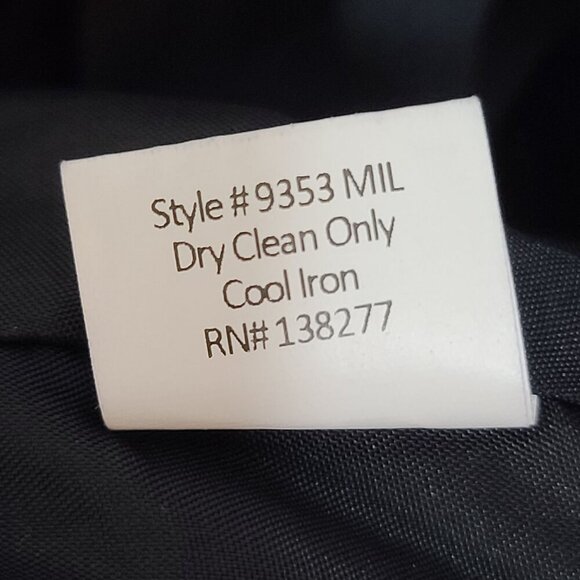 Style # 9353 MIL
Dry Clean Only
Cool Iron
RN# 138277